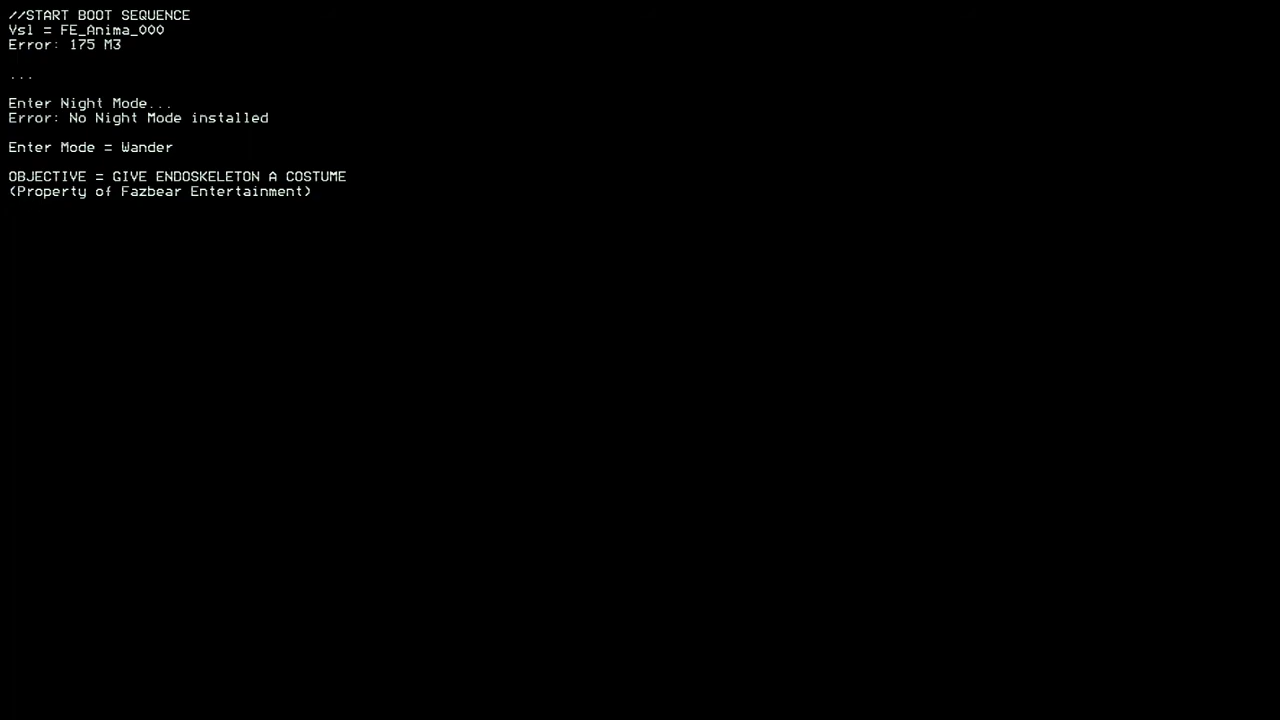 //START BOOT SEQUENCE
Vsl = FE_Anima_000
Error: 175 M3
...
Enter Night Mode...
Error: No Night Mode installed
Enter Mode = Wander
OBJECTIVE = GIVE ENDOSKELETON A COSTUME
(Property of Fazbear Entertainment)